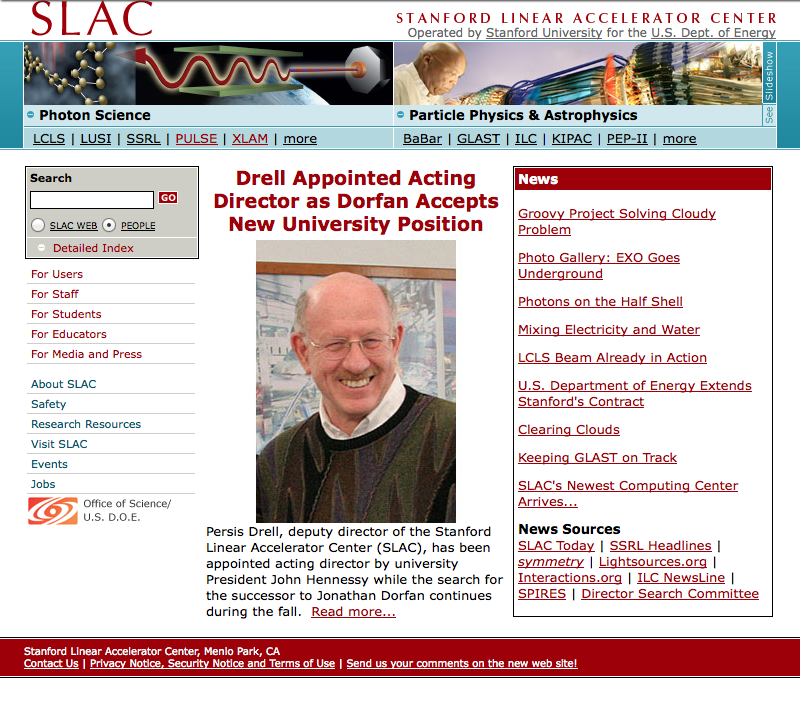 SLAC
STANFORD LINEAR ACCELERATOR CENTER
Operated by Stanford University for the U.S. Dept. of Energy
See Slideshow
Photon Science
Particle Physics & Astrophysics
LCLS | LUSI | SSRL | PULSE | XLAM | more
BaBar | GLAST | ILC | KIPAC | PEP-II | more
Search
GO
SLAC WEB PEOPLE
Detailed Index
For Users
For Staff
For Students
For Educators
For Media and Press
About SLAC
Safety
Research Resources
Visit SLAC
Events
Jobs
Office of Science/
U.S. D.O.E.
Drell Appointed Acting
Director as Dorfan Accepts
New University Position
Persis Drell, deputy director of the Stanford
Linear Accelerator Center (SLAC), has been
appointed acting director by university
President John Hennessy while the search for
the successor to Jonathan Dorfan continues
during the fall. Read more...
News
Groovy Project Solving Cloudy
Problem
Photo Gallery: EXO Goes
Underground
Photons on the Half Shell
Mixing Electricity and Water
LCLS Beam Already in Action
U.S. Department of Energy Extends
Stanford's Contract
Clearing Clouds
Keeping GLAST on Track
SLAC's Newest Computing Center
Arrives...
News Sources
SLAC Today | SSRL Headlines |
symmetry | Lightsources.org |
Interactions.org | ILC NewsLine |
SPIRES | Director Search Committee
Stanford Linear Accelerator Center, Menlo Park, CA
Contact Us | Privacy Notice, Security Notice and Terms of Use | Send us your comments on the new web site!